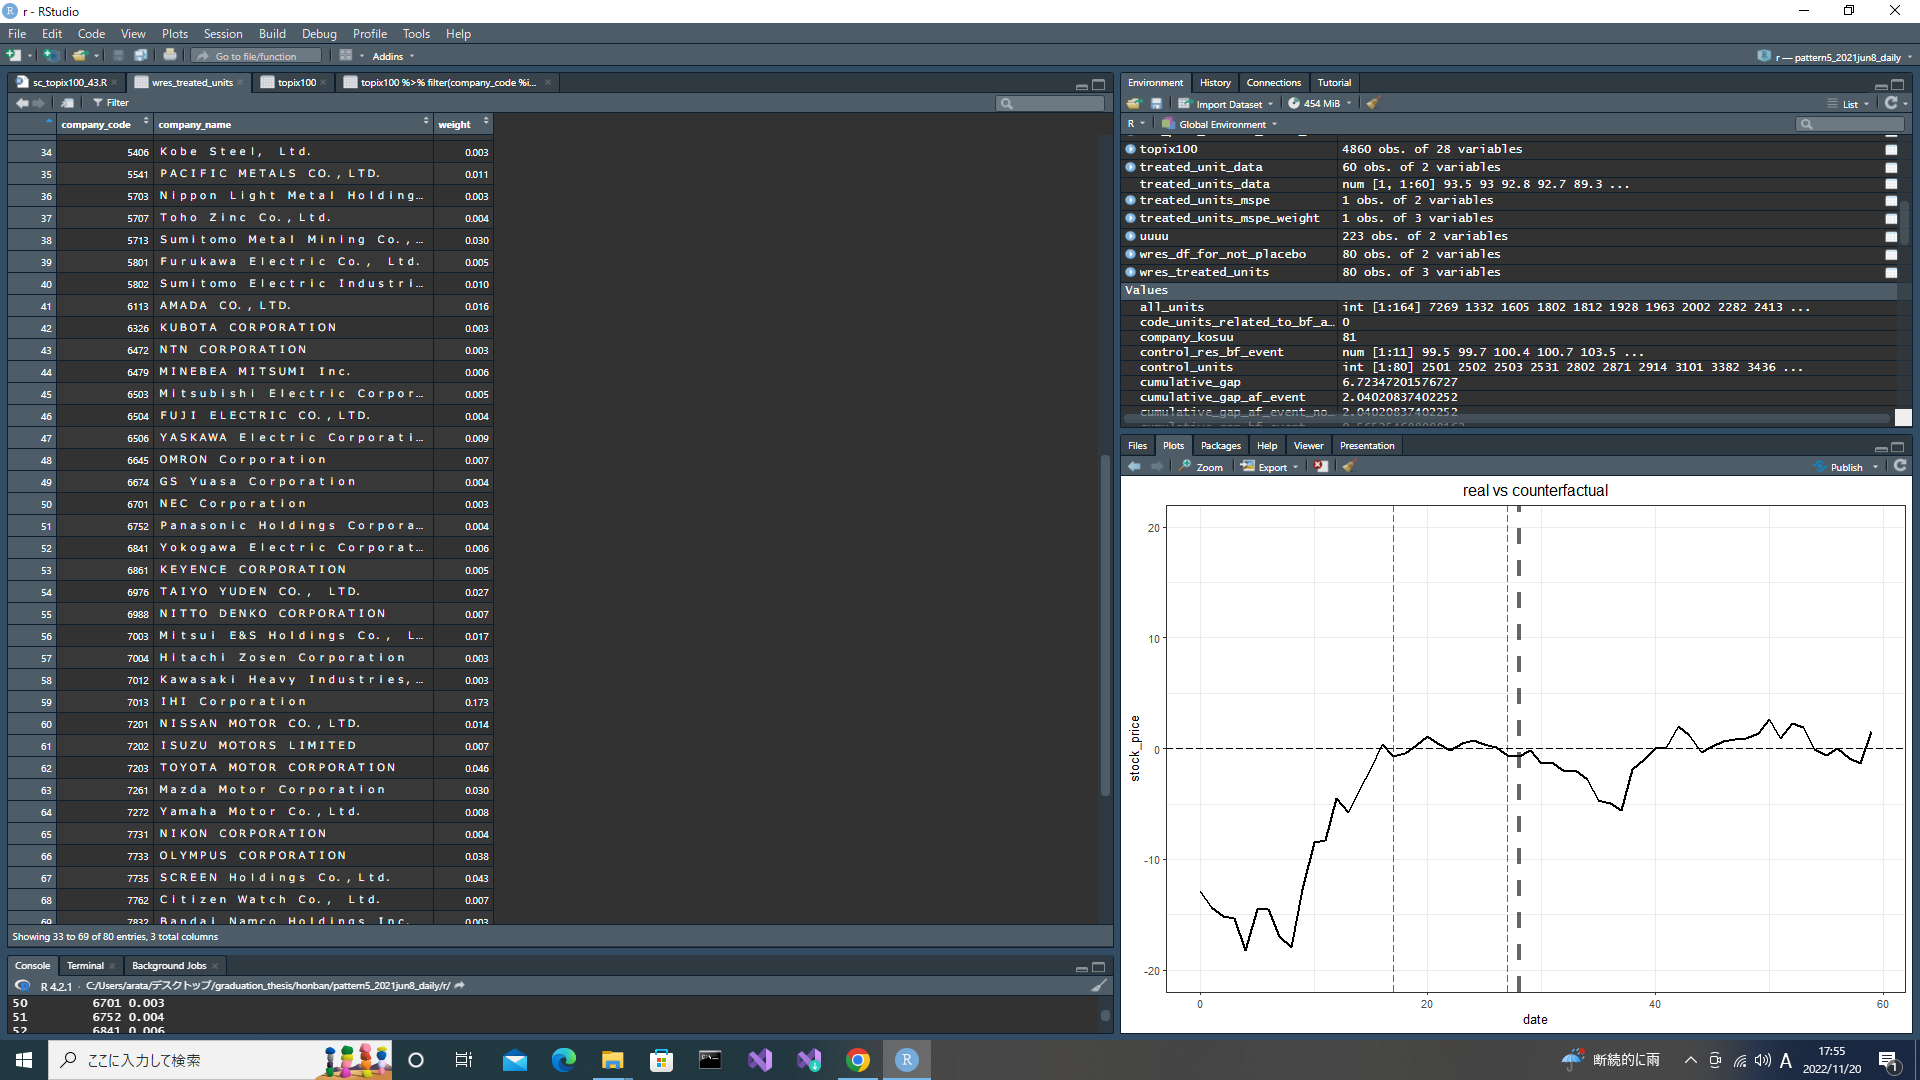 r - RStudio
File Edit Code View Plots Session Build Debug Profile Tools Help
Go to file/function Addins r — pattern5_2021jun8_daily
sc_topix100_43.R wres_treated_units topix100 topix100 %>% filter(company_code %i...
Filter
company_code company_name weight
34 5406 Kobe Steel, Ltd. 0.003
35 5541 PACIFIC METALS CO.,LTD. 0.011
36 5703 Nippon Light Metal Holding... 0.003
37 5707 Toho Zinc Co.,Ltd. 0.004
38 5713 Sumitomo Metal Mining Co.,... 0.030
39 5801 Furukawa Electric Co., Ltd. 0.005
40 5802 Sumitomo Electric Industri... 0.010
41 6113 AMADA CO.,LTD. 0.016
42 6326 KUBOTA CORPORATION 0.003
43 6472 NTN CORPORATION 0.003
44 6479 MINEBEA MITSUMI Inc. 0.006
45 6503 Mitsubishi Electric Corpor... 0.005
46 6504 FUJI ELECTRIC CO.,LTD. 0.004
47 6506 YASKAWA Electric Corporati... 0.009
48 6645 OMRON Corporation 0.007
49 6674 GS Yuasa Corporation 0.004
50 6701 NEC Corporation 0.003
51 6752 Panasonic Holdings Corpora... 0.004
52 6841 Yokogawa Electric Corporat... 0.006
53 6861 KEYENCE CORPORATION 0.005
54 6976 TAIYO YUDEN CO., LTD. 0.027
55 6988 NITTO DENKO CORPORATION 0.007
56 7003 Mitsui E&S Holdings Co., L... 0.017
57 7004 Hitachi Zosen Corporation 0.003
58 7012 Kawasaki Heavy Industries,... 0.003
59 7013 IHI Corporation 0.173
60 7201 NISSAN MOTOR CO.,LTD. 0.014
61 7202 ISUZU MOTORS LIMITED 0.007
62 7203 TOYOTA MOTOR CORPORATION 0.046
63 7261 Mazda Motor Corporation 0.030
64 7272 Yamaha Motor Co.,Ltd. 0.008
65 7731 NIKON CORPORATION 0.004
66 7733 OLYMPUS CORPORATION 0.038
67 7735 SCREEN Holdings Co.,Ltd. 0.043
68 7762 Citizen Watch Co., Ltd. 0.007
69 7832 Bandai Namco Holdings Inc. 0.003
Showing 33 to 69 of 80 entries, 3 total columns
Console Terminal Background Jobs
R 4.2.1 · C:/Users/arata/デスクトップ/graduation_thesis/honban/pattern5_2021jun8_daily/r/
50 6701 0.003
51 6752 0.004
52 6841 0.006
Environment History Connections Tutorial
Import Dataset 454 MiB List
R Global Environment
topix100 4860 obs. of 28 variables
treated_unit_data 60 obs. of 2 variables
treated_units_data num [1, 1:60] 93.5 93 92.8 92.7 89.3 ...
treated_units_mspe 1 obs. of 2 variables
treated_units_mspe_weight 1 obs. of 3 variables
uuuu 223 obs. of 2 variables
wres_df_for_not_placebo 80 obs. of 2 variables
wres_treated_units 80 obs. of 3 variables
Values
all_units int [1:164] 7269 1332 1605 1802 1812 1928 1963 2002 2282 2413 ...
code_units_related_to_bf_a... 0
company_kosuu 81
control_res_bf_event num [1:11] 99.5 99.7 100.4 100.7 103.5 ...
control_units int [1:80] 2501 2502 2503 2531 2802 2871 2914 3101 3382 3436 ...
cumulative_gap 6.72347201576727
cumulative_gap_af_event 2.04020837402252
cumulative_gap_af_event_no... 2.04020837402252
Files Plots Packages Help Viewer Presentation
Zoom Export Publish
real vs counterfactual
20
10
0
-10
-20
stock_price
0 20 40 60
date
ここに入力して検索
断続的に雨
A
17:55
2022/11/20
1